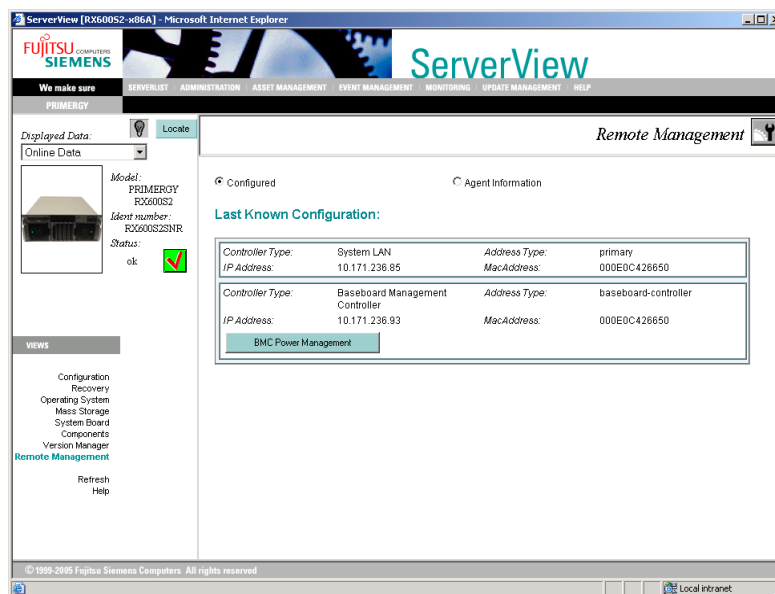 ServerView [RX600S2-x86A] - Microsoft Internet Explorer
FUJITSU COMPUTERS
SIEMENS
ServerView
We make sure
SERVERLIST ADMINISTRATION ASSET MANAGEMENT EVENT MANAGEMENT MONITORING UPDATE MANAGEMENT HELP
PRIMERGY
Displayed Data:
Locate
Online Data
Remote Management
Model:
PRIMERGY
RX600S2
Ident number:
RX600S2SNR
Status:
ok
Configured
Agent Information
Last Known Configuration:
Controller Type: System LAN Address Type: primary
IP Address: 10.171.236.85 MacAddress: 000E0C426650
Controller Type: Baseboard Management Controller Address Type: baseboard-controller
IP Address: 10.171.236.93 MacAddress: 000E0C426650
BMC Power Management
VIEWS
Configuration
Recovery
Operating System
Mass Storage
System Board
Components
Version Manager
Remote Management
Refresh
Help
© 1999-2005 Fujitsu Siemens Computers All rights reserved
Local intranet